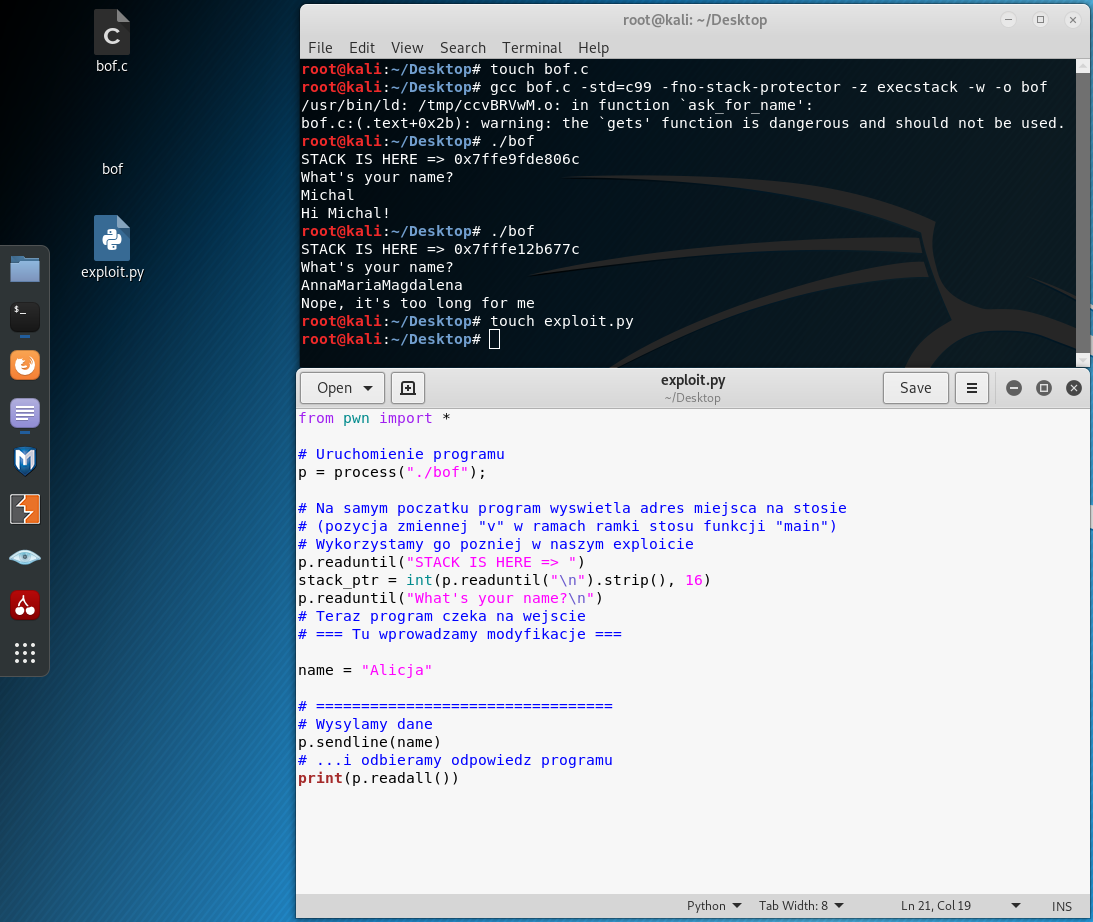 C
bof.c
bof
exploit.py
$_
root@kali: ~/Desktop
File Edit View Search Terminal Help
root@kali:~/Desktop# touch bof.c
root@kali:~/Desktop# gcc bof.c -std=c99 -fno-stack-protector -z execstack -w -o bof
/usr/bin/ld: /tmp/ccvBRVwM.o: in function `ask_for_name':
bof.c:(.text+0x2b): warning: the `gets' function is dangerous and should not be used.
root@kali:~/Desktop# ./bof
STACK IS HERE => 0x7ffe9fde806c
What's your name?
Michal
Hi Michal!
root@kali:~/Desktop# ./bof
STACK IS HERE => 0x7fffe12b677c
What's your name?
AnnaMariaMagdalena
Nope, it's too long for me
root@kali:~/Desktop# touch exploit.py
root@kali:~/Desktop#
Open exploit.py Save
~/Desktop
from pwn import *
# Uruchomienie programu
p = process("./bof");
# Na samym poczatku program wyswietla adres miejsca na stosie
# (pozycja zmiennej "v" w ramach ramki stosu funkcji "main")
# Wykorzystamy go pozniej w naszym exploicie
p.readuntil("STACK IS HERE => ")
stack_ptr = int(p.readuntil("\n").strip(), 16)
p.readuntil("What's your name?\n")
# Teraz program czeka na wejscie
# === Tu wprowadzamy modyfikacje ===
name = "Alicja"
# =================================
# Wysylamy dane
p.sendline(name)
# ...i odbieramy odpowiedz programu
print(p.readall())
Python Tab Width: 8 Ln 21, Col 19 INS